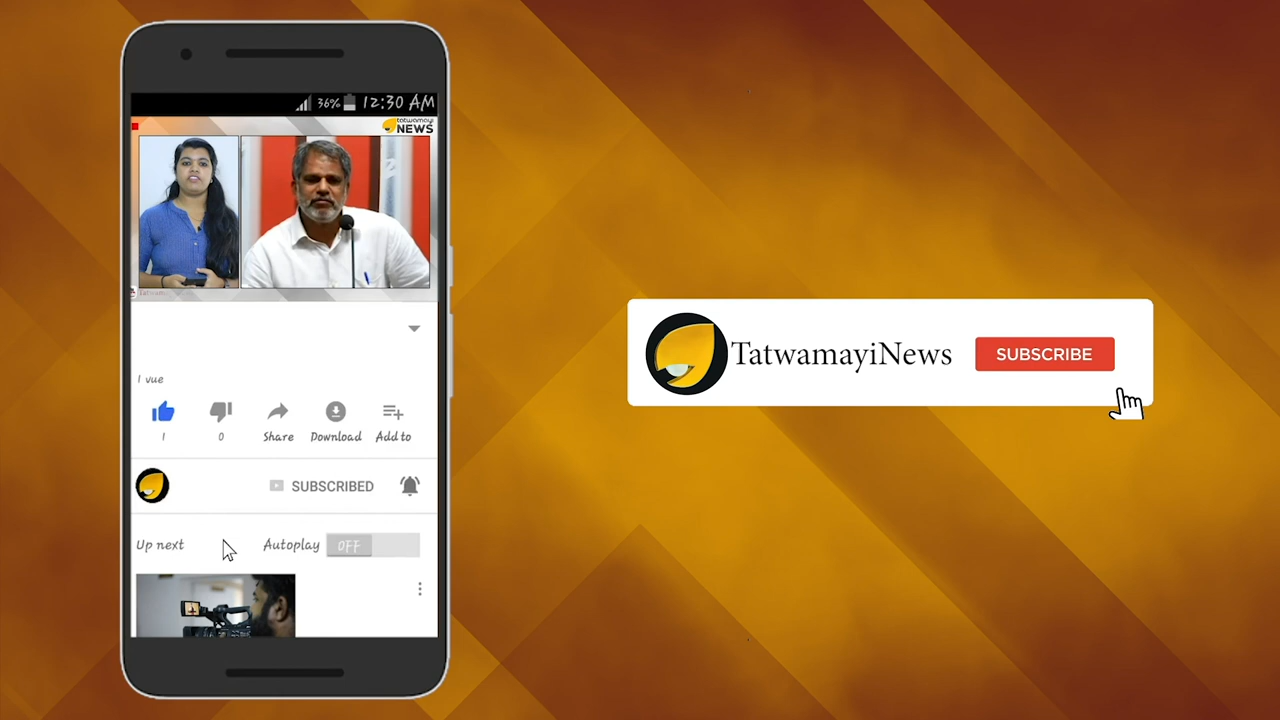 36% 12:30 AM
tatwamayi
NEWS
1 vue
1
0
Share
Download
Add to
SUBSCRIBED
Up next
Autoplay
OFF
TatwamayiNews
SUBSCRIBE